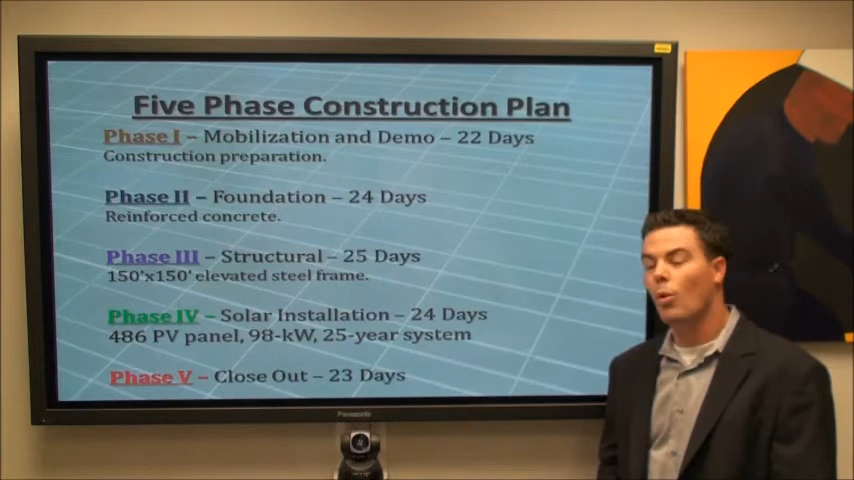 Five Phase Construction Plan
Phase I – Mobilization and Demo – 22 Days
Construction preparation.
Phase II – Foundation – 24 Days
Reinforced concrete.
Phase III – Structural – 25 Days
150'x150' elevated steel frame.
Phase IV – Solar Installation – 24 Days
486 PV panel, 98-kW, 25-year system
Phase V – Close Out – 23 Days
Panasonic